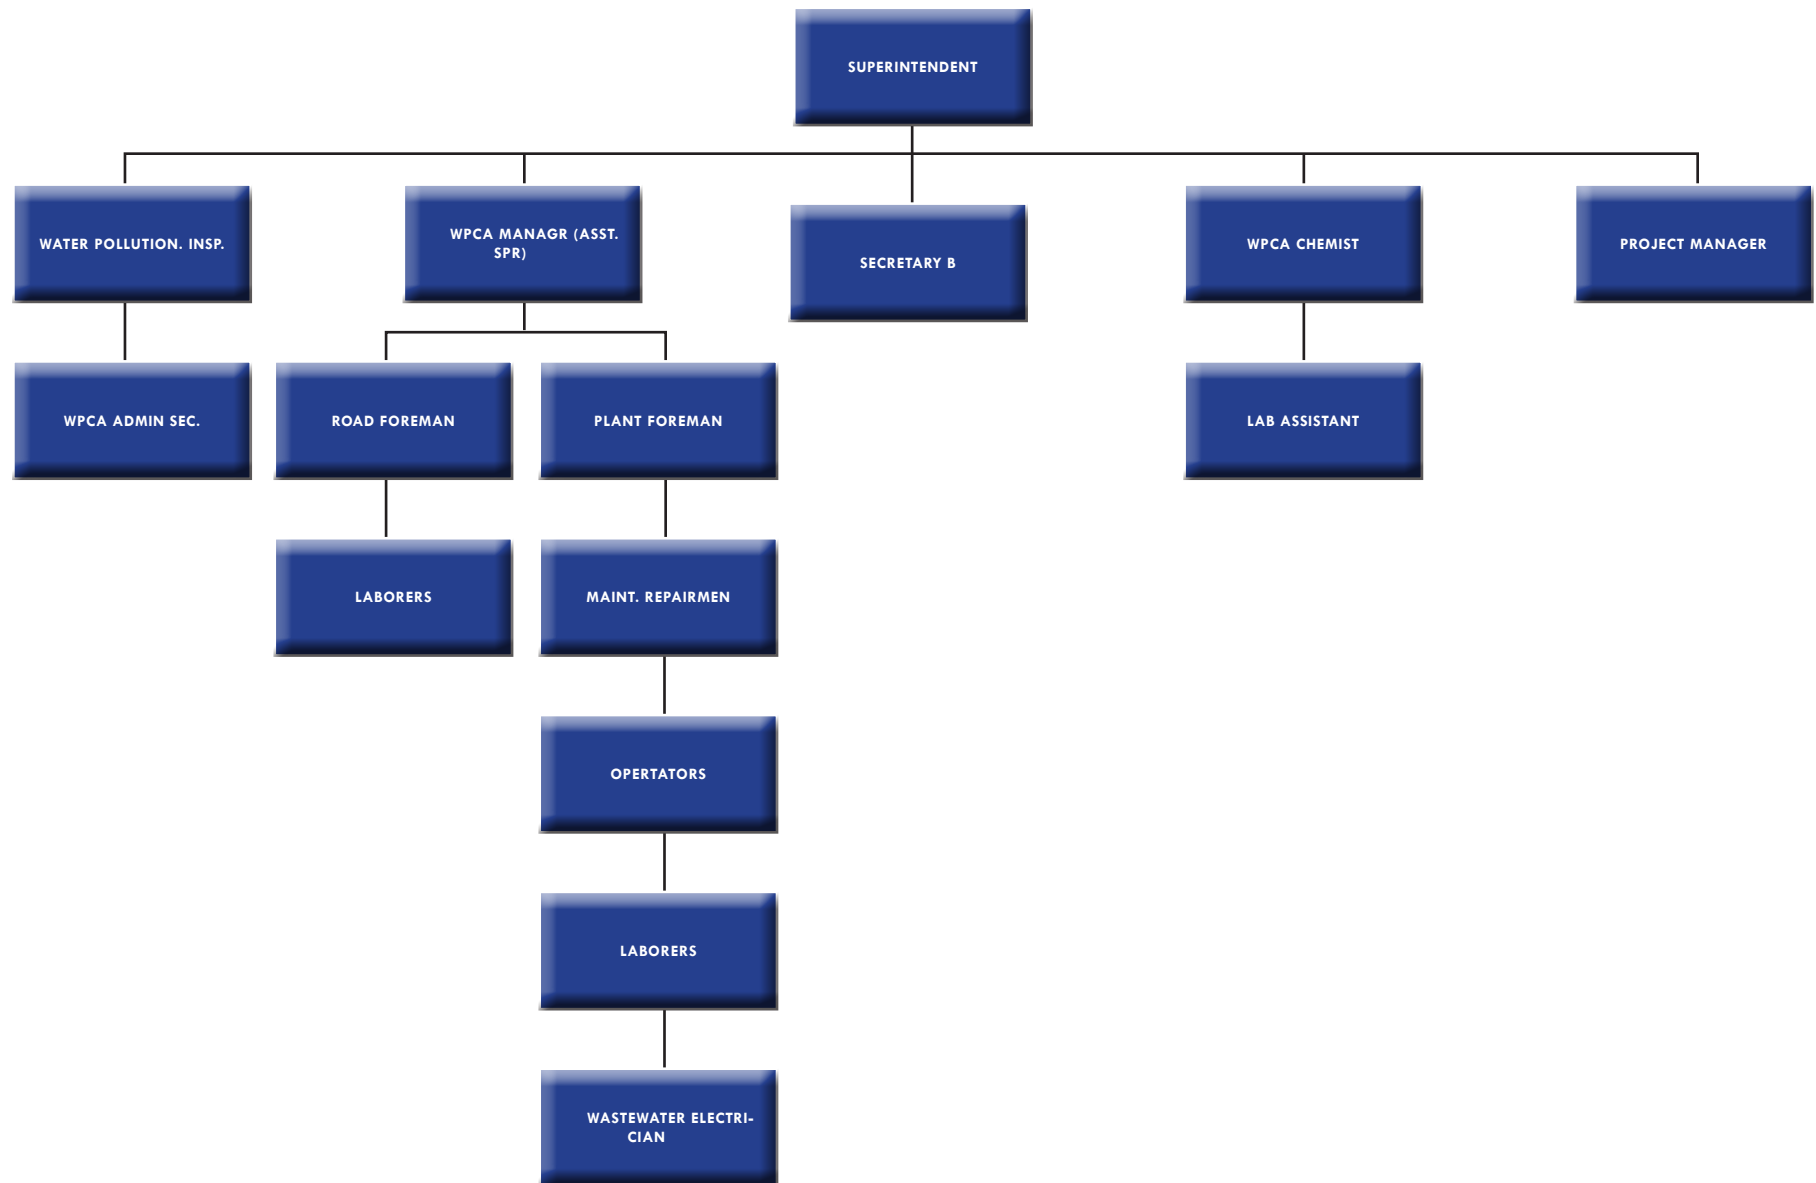 SUPERINTENDENT
WATER POLLUTION. INSP.
WPCA MANAGR (ASST.
SPR)
SECRETARY B
WPCA CHEMIST
PROJECT MANAGER
WPCA ADMIN SEC.
ROAD FOREMAN
PLANT FOREMAN
LAB ASSISTANT
LABORERS
MAINT. REPAIRMEN
OPERTATORS
LABORERS
WASTEWATER ELECTRI-
CIAN